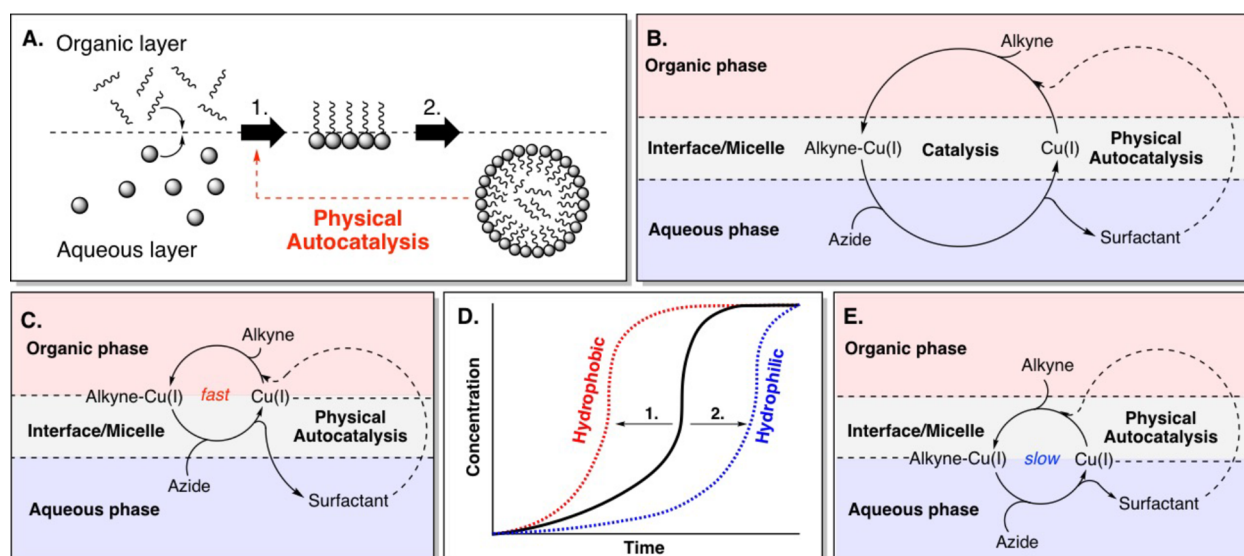 A.
Organic layer
1.
2.
Physical
Autocatalysis
Aqueous layer
B.
Organic phase
Alkyne
Interface/Micelle
Alkyne-Cu(I)
Catalysis
Cu(I)
Physical
Autocatalysis
Aqueous phase
Azide
Surfactant
C.
Organic phase
Alkyne
Alkyne-Cu(I)
fast
Cu(I)
Interface/Micelle
Physical
Autocatalysis
Azide
Aqueous phase
Surfactant
D.
Concentration
Hydrophobic
1.
2.
Hydrophilic
Time
E.
Organic phase
Alkyne
Interface/Micelle
Physical
Autocatalysis
Alkyne-Cu(I)
slow
Cu(I)
Aqueous phase
Surfactant
Azide